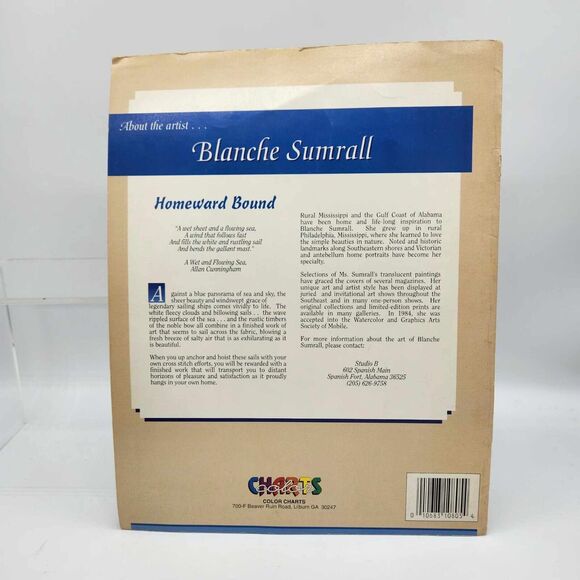 About the artist . . .
Blanche Sumrall
Homeward Bound
"A wet sheet and a flowing sea,
A wind that follows fast
And fills the white and rustling sail
And bends the gallant mast."
A Wet and Flowing Sea,
Allan Cunningham
Against a blue panorama of sea and sky, the
sheer beauty and windswept grace of
legendary sailing ships comes vividly to life. The
white fleecy clouds and billowing sails . . . the wave
rippled surface of the sea . . . and the rustic timbers
of the noble bow all combine in a finished work of
art that seems to sail across the fabric, blowing a
fresh breeze of salty air that is as exhilarating as it
is beautiful.
When you up anchor and hoist these sails with your
own cross stitch efforts, you will be rewarded with a
finished work that will transport you to distant
horizons of pleasure and satisfaction as it proudly
hangs in your own home.
Rural Mississippi and the Gulf Coast of Alabama
have been home and life-long inspiration to
Blanche Sumrall. She grew up in rural
Philadelphia, Mississippi, where she learned to love
the simple beauties in nature. Noted and historic
landmarks along Southeastern shores and Victorian
and antebellum home portraits have become her
specialty.
Selections of Ms. Sumrall's translucent paintings
have graced the covers of several magazines. Her
unique art and artist style has been displayed at
juried and invitational art shows throughout the
Southeast and in many one-person shows. Her
original collections and limited-edition prints are
available in many galleries. In 1984, she was
accepted into the Watercolor and Graphics Arts
Society of Mobile.
For more information about the art of Blanche
Sumrall, please contact:
Studio B
602 Spanish Main
Spanish Fort, Alabama 36525
(205) 626-9758
CHARTS
color
COLOR CHARTS
700-F Beaver Ruin Road, Lilburn GA 30247
0 10683 10805 4